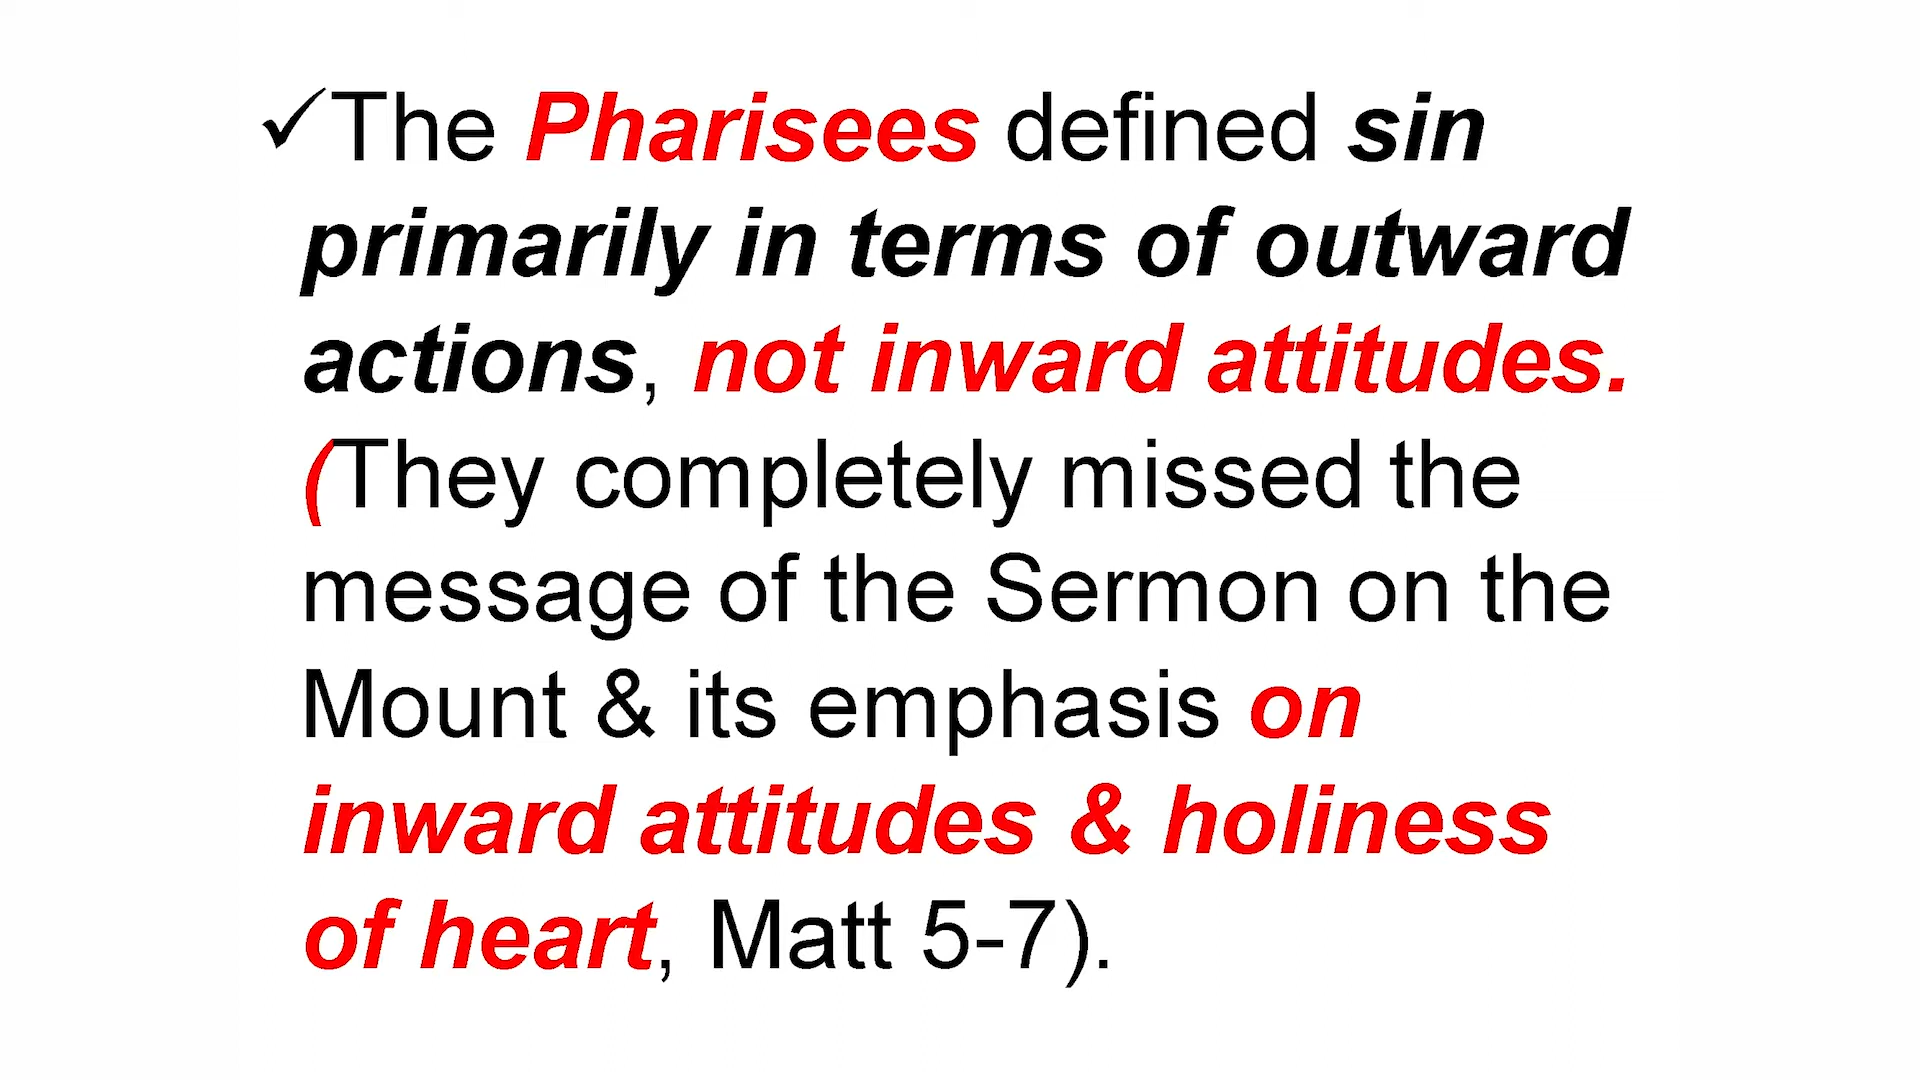 ✓The Pharisees defined sin
primarily in terms of outward
actions, not inward attitudes.
(They completely missed the
message of the Sermon on the
Mount & its emphasis on
inward attitudes & holiness
of heart, Matt 5-7).